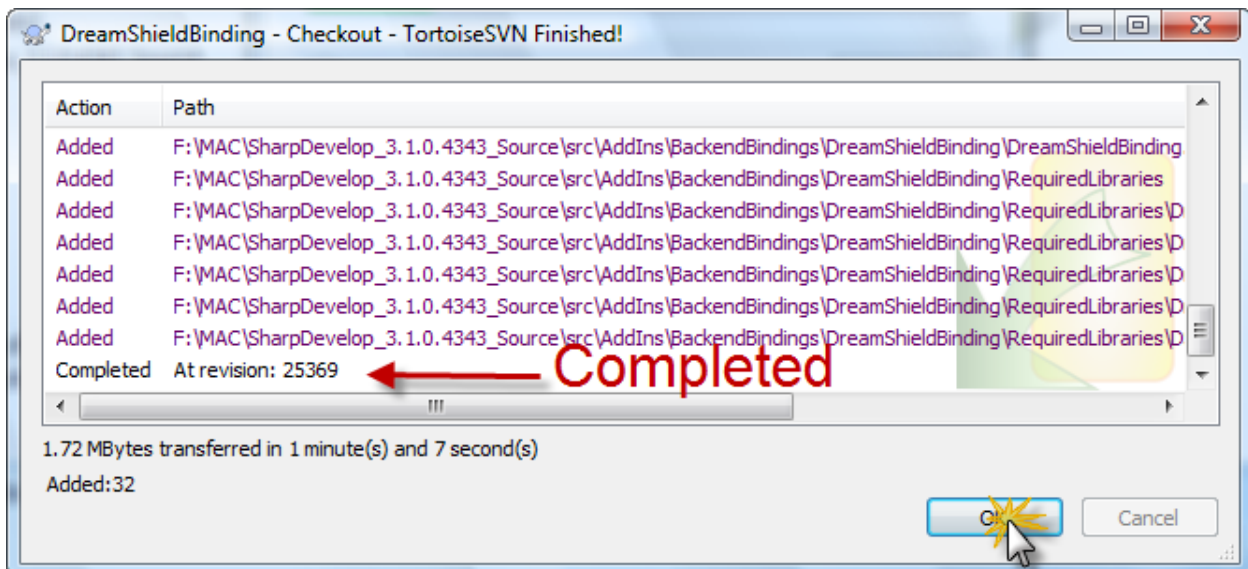 DreamShieldBinding - Checkout - TortoiseSVN Finished!
Action Path
Added F:\MAC\SharpDevelop_3.1.0.4343_Source\src\AddIns\BackendBindings\DreamShieldBinding\DreamShieldBinding
Added F:\MAC\SharpDevelop_3.1.0.4343_Source\src\AddIns\BackendBindings\DreamShieldBinding\RequiredLibraries
Added F:\MAC\SharpDevelop_3.1.0.4343_Source\src\AddIns\BackendBindings\DreamShieldBinding\RequiredLibraries\D
Added F:\MAC\SharpDevelop_3.1.0.4343_Source\src\AddIns\BackendBindings\DreamShieldBinding\RequiredLibraries\D
Added F:\MAC\SharpDevelop_3.1.0.4343_Source\src\AddIns\BackendBindings\DreamShieldBinding\RequiredLibraries\D
Added F:\MAC\SharpDevelop_3.1.0.4343_Source\src\AddIns\BackendBindings\DreamShieldBinding\RequiredLibraries\D
Added F:\MAC\SharpDevelop_3.1.0.4343_Source\src\AddIns\BackendBindings\DreamShieldBinding\RequiredLibraries\D
Completed At revision: 25369
Completed
1.72 MBytes transferred in 1 minute(s) and 7 second(s)
Added:32
Cancel